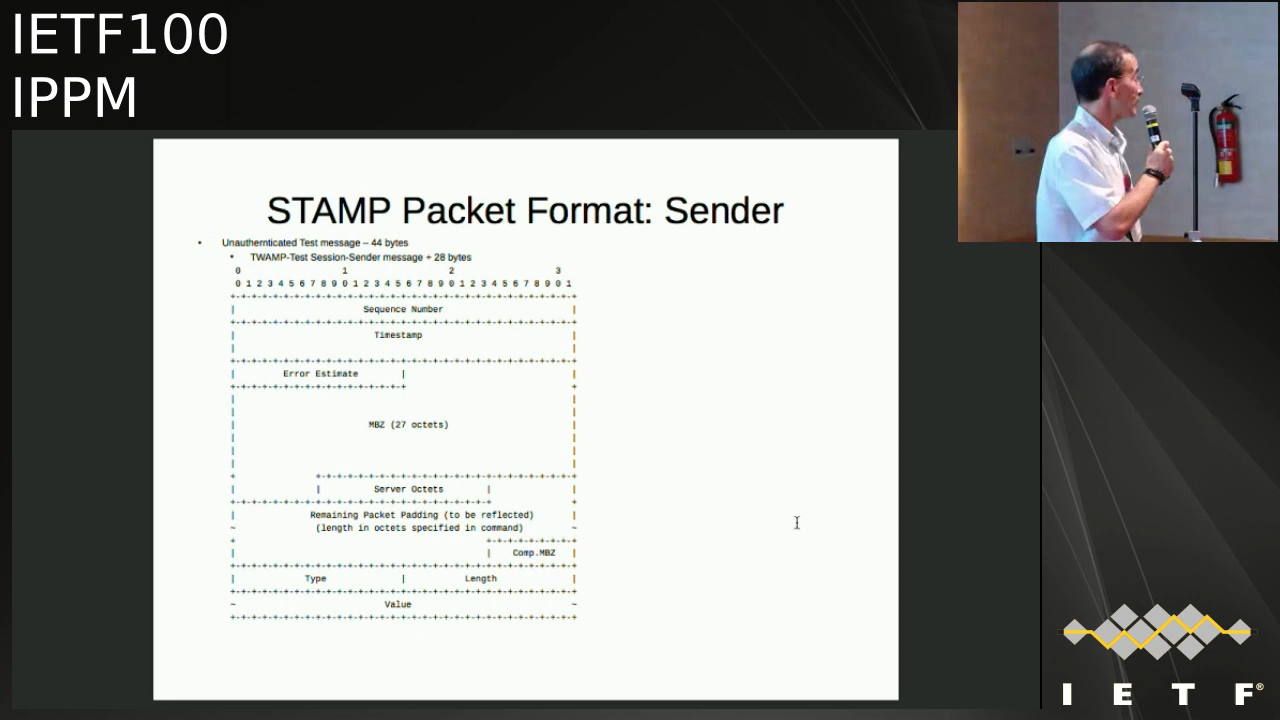 IETF100
IPPM
STAMP Packet Format: Sender
• Unauthernticated Test message – 44 bytes
• TWAMP-Test Session-Sender message + 28 bytes
0 1 2 3
0 1 2 3 4 5 6 7 8 9 0 1 2 3 4 5 6 7 8 9 0 1 2 3 4 5 6 7 8 9 0 1
Sequence Number
Timestamp
Error Estimate
MBZ (27 octets)
Server Octets
Remaining Packet Padding (to be reflected)
(length in octets specified in command)
Comp.MBZ
Type Length
Value
I E T F®